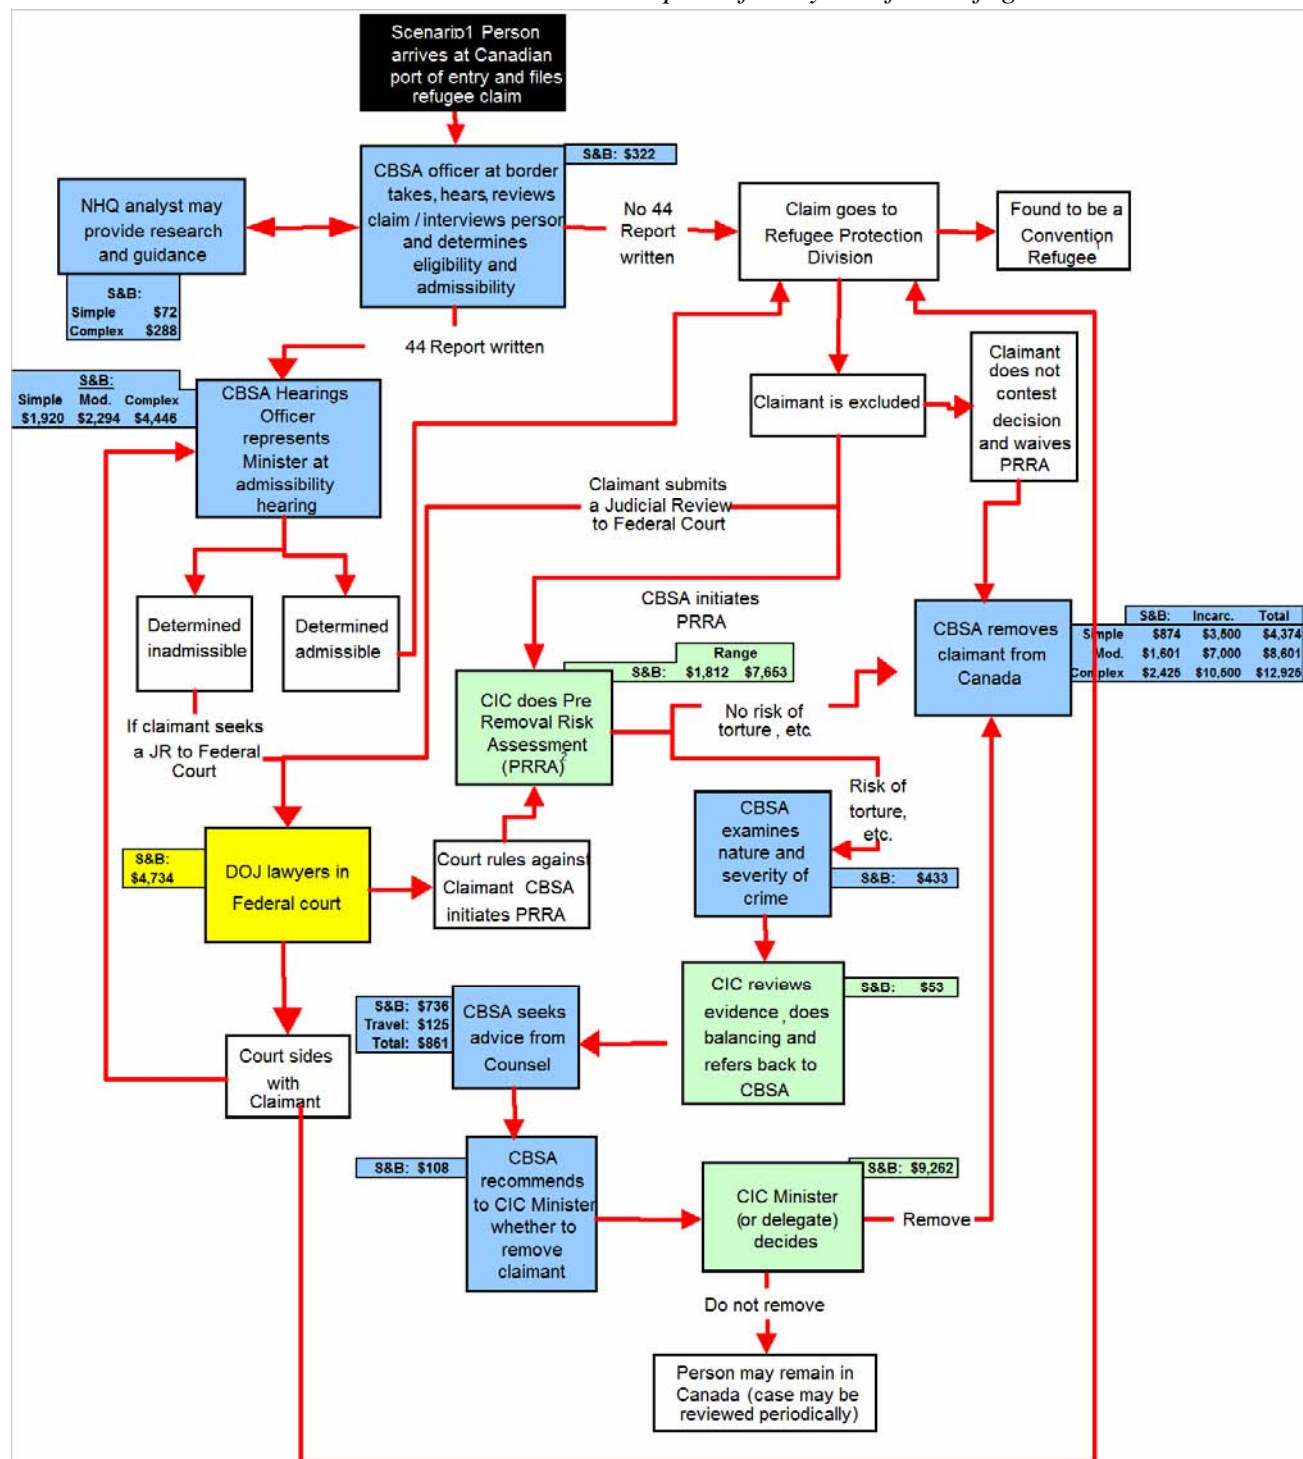 Scenario1 Person
arrives at Canadian
port of entry and files
refugee claim
S&B: $322
CBSA officer at border
takes, hears, reviews
claim / interviews person
and determines
eligibility and
admissibility
NHQ analyst may
provide research
and guidance
S&B:
Simple $72
Complex $288
No 44
Report
written
Claim goes to
Refugee Protection
Division
Found to be a
Convention
Refugee1
44 Report written
S&B:
Simple Mod. Complex
$1,920 $2,294 $4,446
CBSA Hearings
Officer
represents
Minister at
admissibility
hearing
Claimant is excluded
Claimant
does not
contest
decision
and waives
PRRA
Claimant submits
a Judicial Review
to Federal Court
Determined
inadmissible
Determined
admissible
CBSA initiates
PRRA
Range
S&B: $1,812 $7,653
CIC does Pre
Removal Risk
Assessment
(PRRA)2
No risk of
torture , etc.
CBSA removes
claimant from
Canada
S&B: Incarc. Total
Simple $874 $3,500 $4,374
Mod. $1,601 $7,000 $8,601
Complex $2,425 $10,500 $12,925
If claimant seeks
a JR to Federal
Court
Risk of
torture,
etc.
CBSA
examines
nature and
severity of
crime
S&B: $433
S&B:
$4,734
DOJ lawyers in
Federal court
Court rules against
Claimant CBSA
initiates PRRA
CIC reviews
evidence , does
balancing and
refers back to
CBSA
S&B: $53
S&B: $736
Travel: $125
Total: $861
CBSA seeks
advice from
Counsel
Court sides
with
Claimant
S&B: $108
CBSA
recommends
to CIC Minister
whether to
remove
claimant
S&B: $9,262
CIC Minister
(or delegate)
decides
Remove
Do not remove
Person may remain in
Canada (case may be
reviewed periodically)